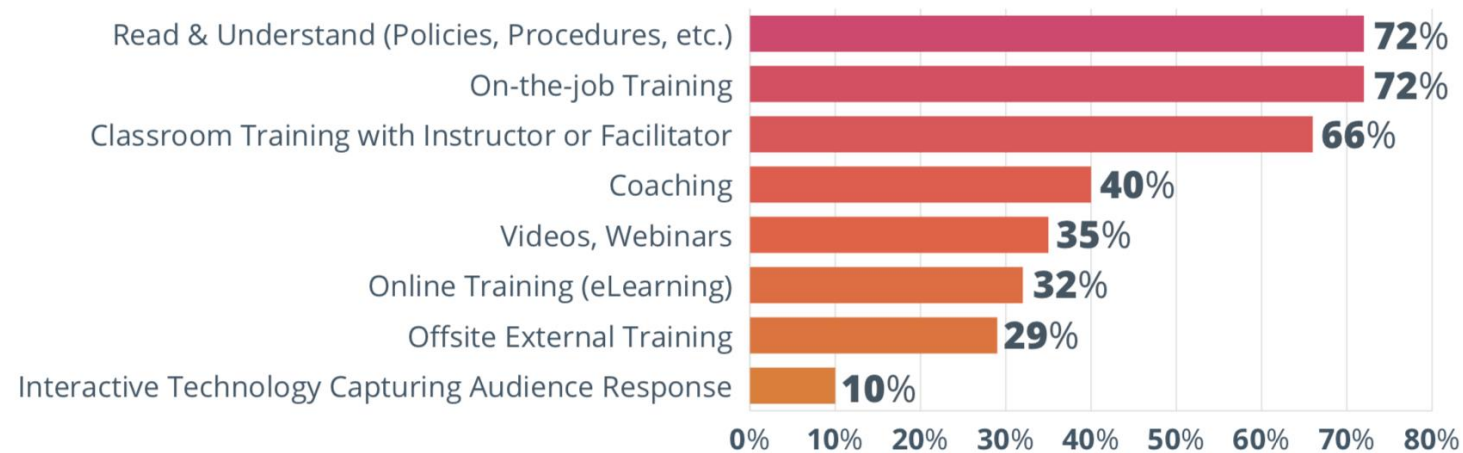 Read & Understand (Policies, Procedures, etc.) 72%
On-the-job Training 72%
Classroom Training with Instructor or Facilitator 66%
Coaching 40%
Videos, Webinars 35%
Online Training (eLearning) 32%
Offsite External Training 29%
Interactive Technology Capturing Audience Response 10%
0% 10% 20% 30% 40% 50% 60% 70% 80%